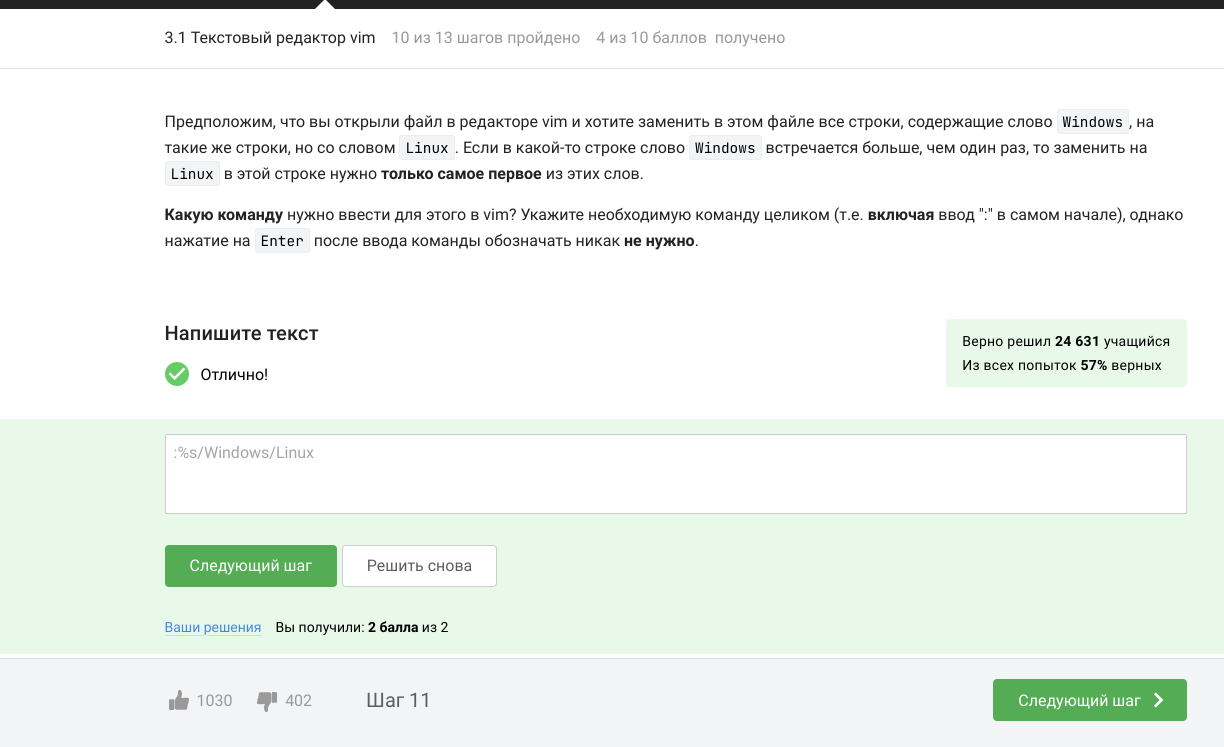 3.1 Текстовый редактор vim 10 из 13 шагов пройдено 4 из 10 баллов получено
Предположим, что вы открыли файл в редакторе vim и хотите заменить в этом файле все строки, содержащие слово Windows, на
такие же строки, но со словом Linux. Если в какой-то строке слово Windows встречается больше, чем один раз, то заменить на
Linux в этой строке нужно только самое первое из этих слов.
Какую команду нужно ввести для этого в vim? Укажите необходимую команду целиком (т.е. включая ввод ":" в самом начале), однако
нажатие на Enter после ввода команды обозначать никак не нужно.
Напишите текст
Верно решил 24 631 учащийся
Из всех попыток 57% верных
Отлично!
:%s/Windows/Linux
Следующий шаг Решить снова
Ваши решения Вы получили: 2 балла из 2
1030 402 Шаг 11 Следующий шаг